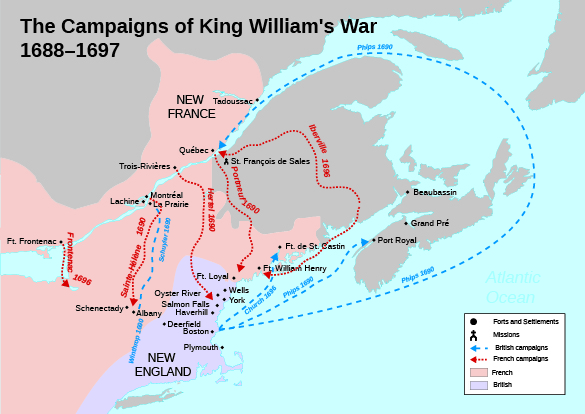 The Campaigns of King William's War
1688–1697
Phips 1690
NEW
FRANCE
Tadoussac
Québec
Iberville 1696
St. François de Sales
Trois-Rivières
Portneuf 1690
Montréal
Lachine
La Prairie
Hertel 1690
Beaubassin
Schuyler 1690
Grand Pré
Ft. Frontenac
Frontenac 1696
Sainte-Hélène 1690
Ft. de St. Castin
Port Royal
Ft. William Henry
Ft. Loyal
Phips 1690
Atlantic
Ocean
Wells
Oyster River
York
Church 1696
Phips 1690
Salmon Falls
Schenectady
Albany
Haverhill
Deerfield
Boston
Winthrop 1690
Plymouth
NEW
ENGLAND
Forts and Settlements
Missions
British campaigns
French campaigns
French
British